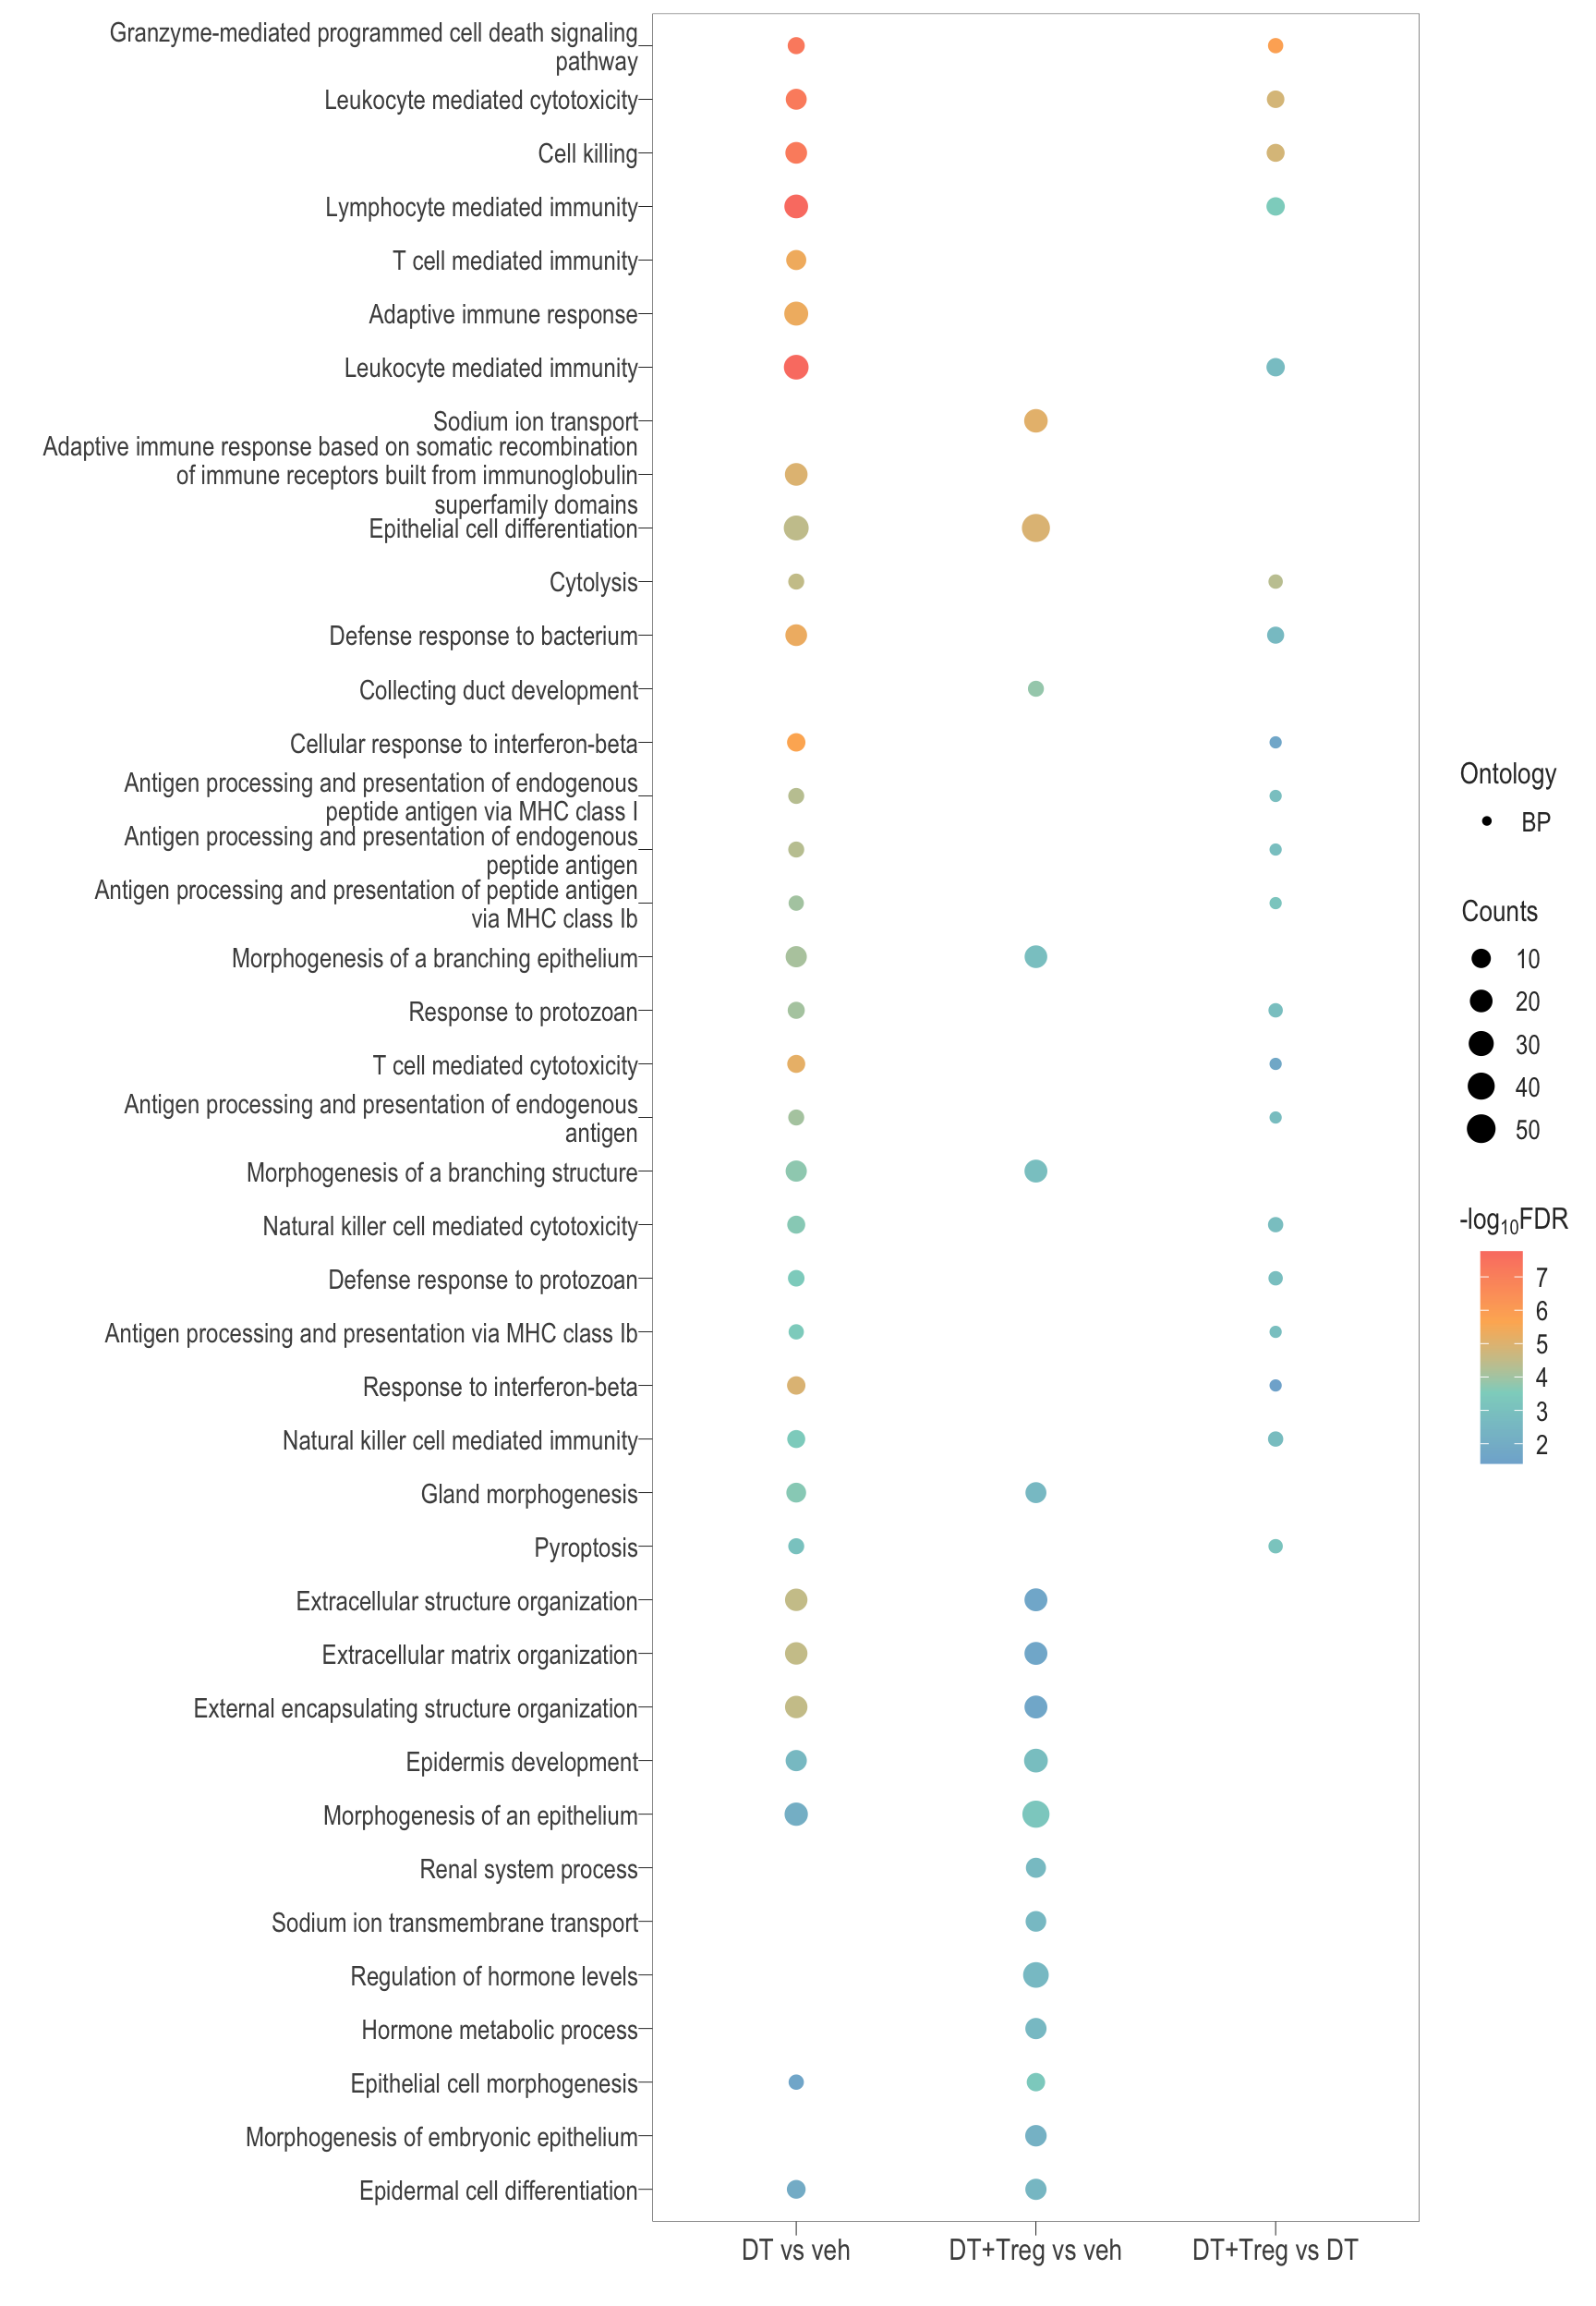 Granzyme-mediated programmed cell death signaling
pathway
Leukocyte mediated cytotoxicity
Cell killing
Lymphocyte mediated immunity
T cell mediated immunity
Adaptive immune response
Leukocyte mediated immunity
Sodium ion transport
Adaptive immune response based on somatic recombination
of immune receptors built from immunoglobulin
superfamily domains
Epithelial cell differentiation
Cytolysis
Defense response to bacterium
Collecting duct development
Cellular response to interferon-beta
Antigen processing and presentation of endogenous
peptide antigen via MHC class I
Antigen processing and presentation of endogenous
peptide antigen
Antigen processing and presentation of peptide antigen
via MHC class Ib
Morphogenesis of a branching epithelium
Response to protozoan
T cell mediated cytotoxicity
Antigen processing and presentation of endogenous
antigen
Morphogenesis of a branching structure
Natural killer cell mediated cytotoxicity
Defense response to protozoan
Antigen processing and presentation via MHC class Ib
Response to interferon-beta
Natural killer cell mediated immunity
Gland morphogenesis
Pyroptosis
Extracellular structure organization
Extracellular matrix organization
External encapsulating structure organization
Epidermis development
Morphogenesis of an epithelium
Renal system process
Sodium ion transmembrane transport
Regulation of hormone levels
Hormone metabolic process
Epithelial cell morphogenesis
Morphogenesis of embryonic epithelium
Epidermal cell differentiation
DT vs veh
DT+Treg vs veh
DT+Treg vs DT
Ontology
BP
Counts
10
20
30
40
50
-log₁₀FDR
7
6
5
4
3
2